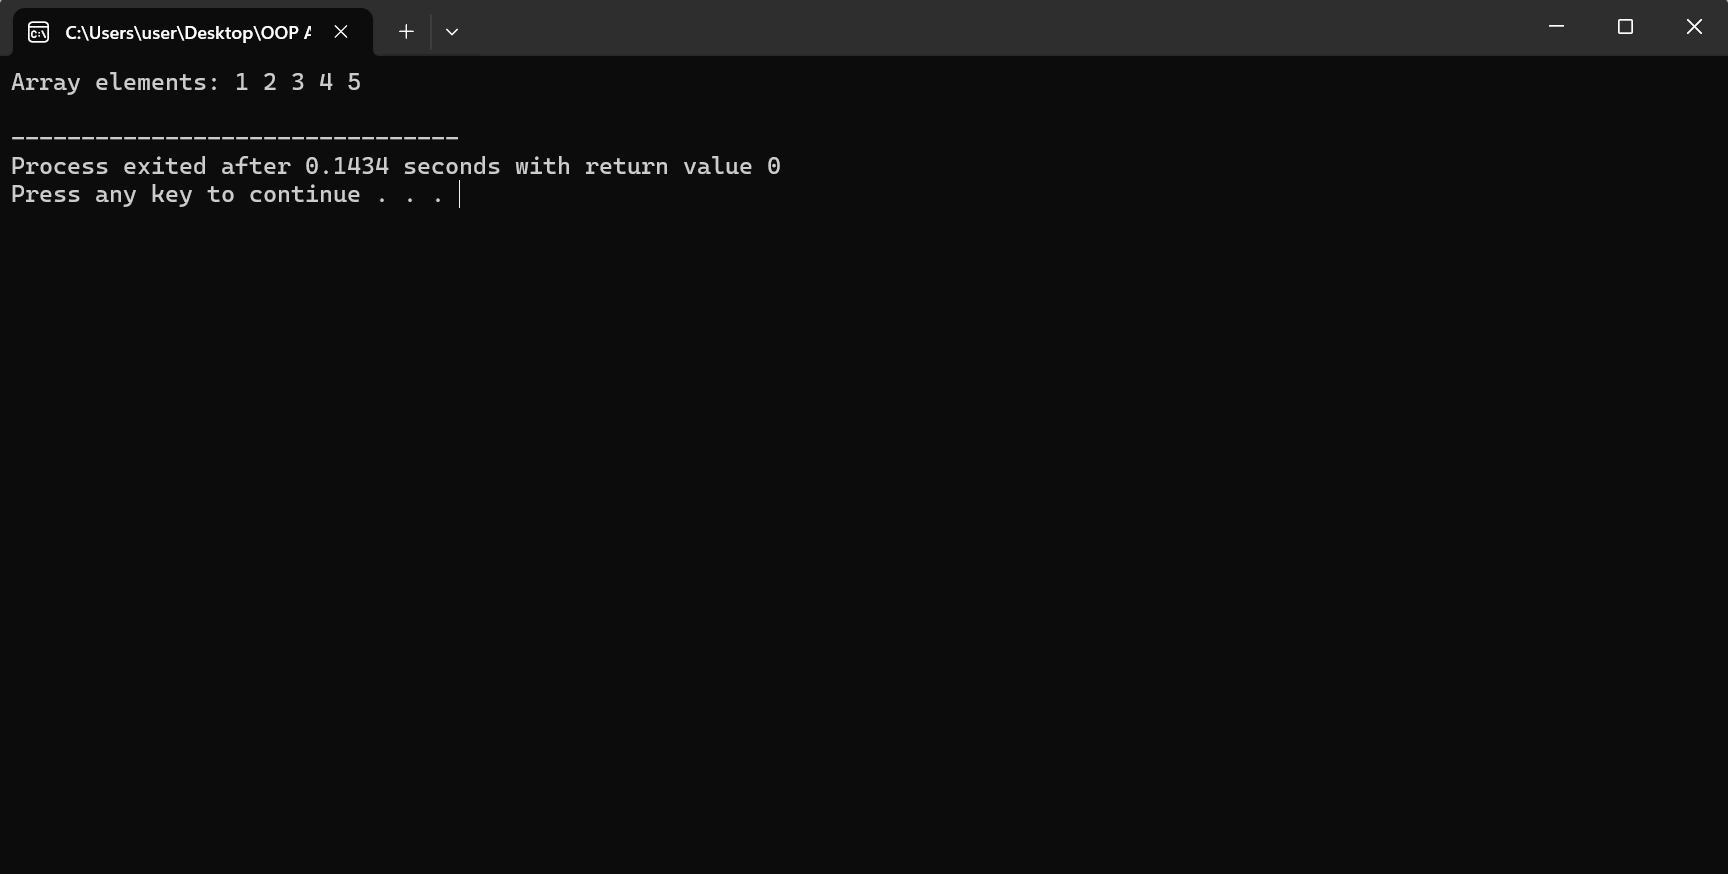 C:\Users\user\Desktop\OOP
Array elements: 1 2 3 4 5
--------------------------------
Process exited after 0.1434 seconds with return value 0
Press any key to continue . . .